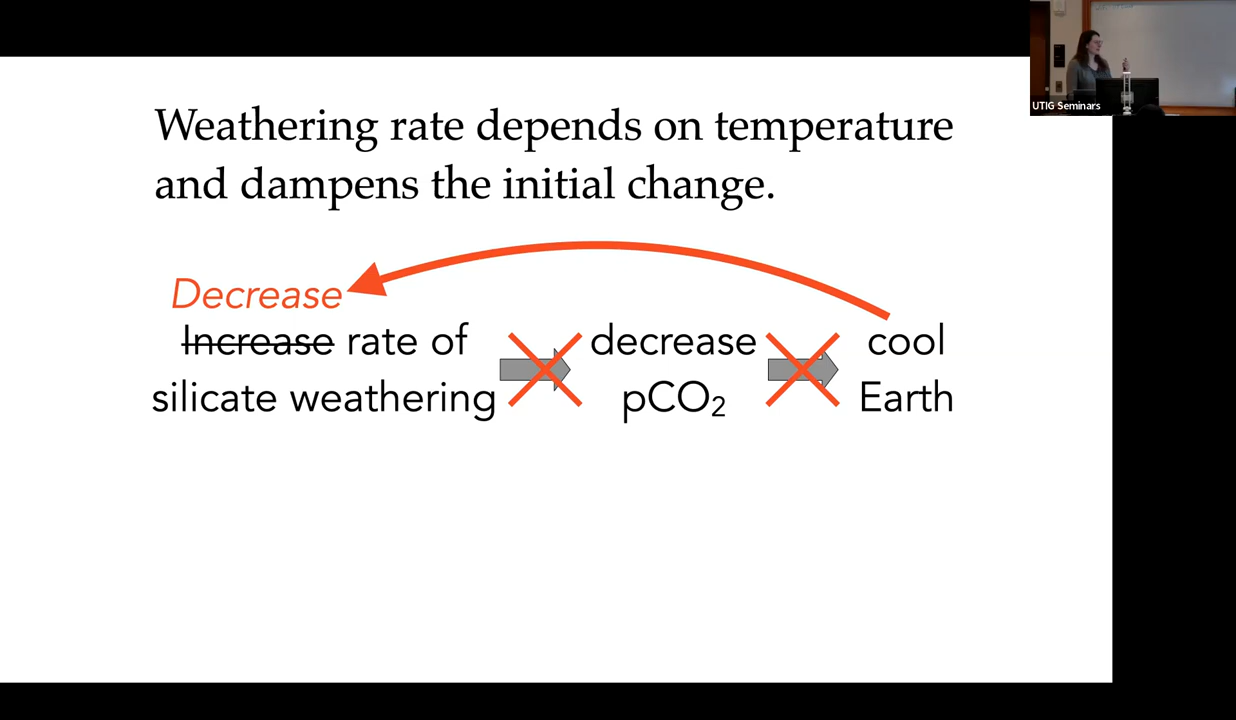 UTIG Seminars
Weathering rate depends on temperature
and dampens the initial change.
Decrease
Increase rate of
silicate weathering
decrease
pCO₂
cool
Earth